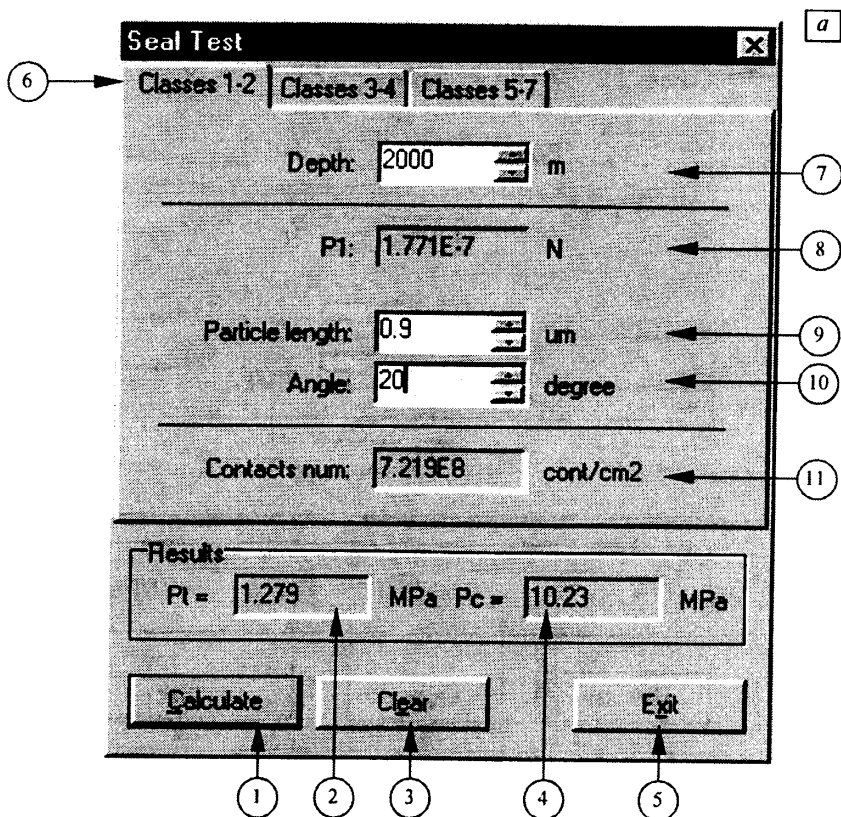 a
Seal Test
6
Classes 1-2 Classes 3-4 Classes 5-7
Depth: 2000 m
7
P1: 1.771E-7 N
8
Particle length: 0.9 um
9
Angle: 20 degree
10
Contacts num: 7.219E8 cont/cm2
11
Results
Pt = 1.279 MPa Pc = 10.23 MPa
Calculate Clear Exit
1 2 3 4 5